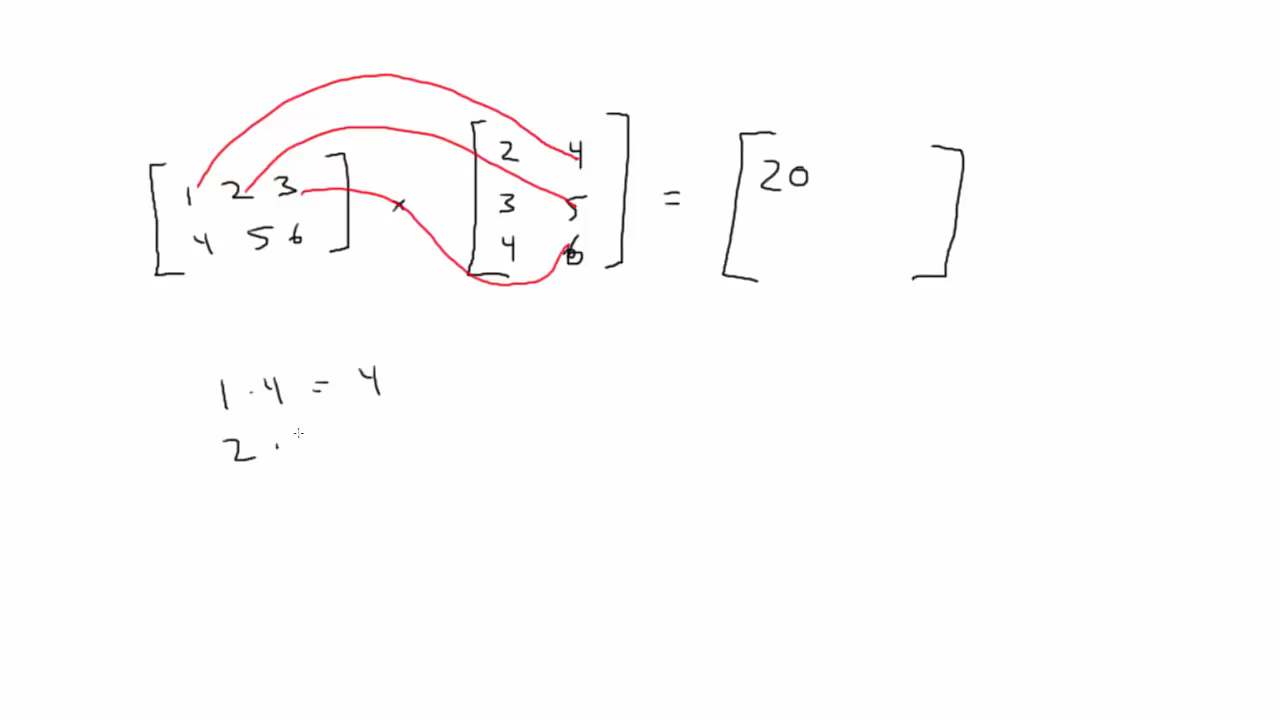 [1 2 3] × [2 4] = [20 ]
[4 5 6] [3 5]
[4 6]
1 · 4 = 4
2 ·